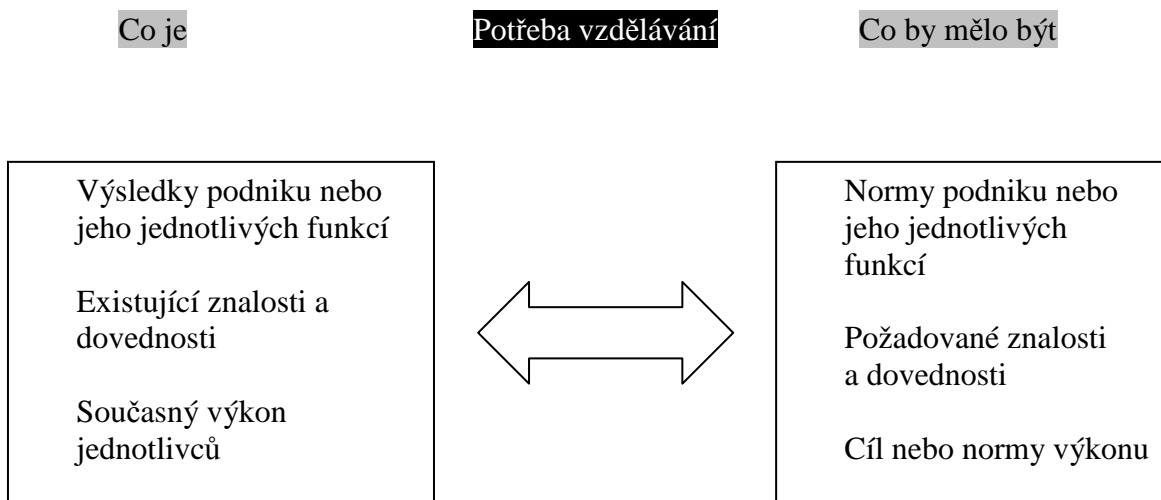 Co je
Potřeba vzdělávání
Co by mělo být
Výsledky podniku nebo
jeho jednotlivých funkcí
Existující znalosti a
dovednosti
Současný výkon
jednotlivců
Normy podniku nebo
jeho jednotlivých
funkcí
Požadované znalosti
a dovednosti
Cíl nebo normy výkonu